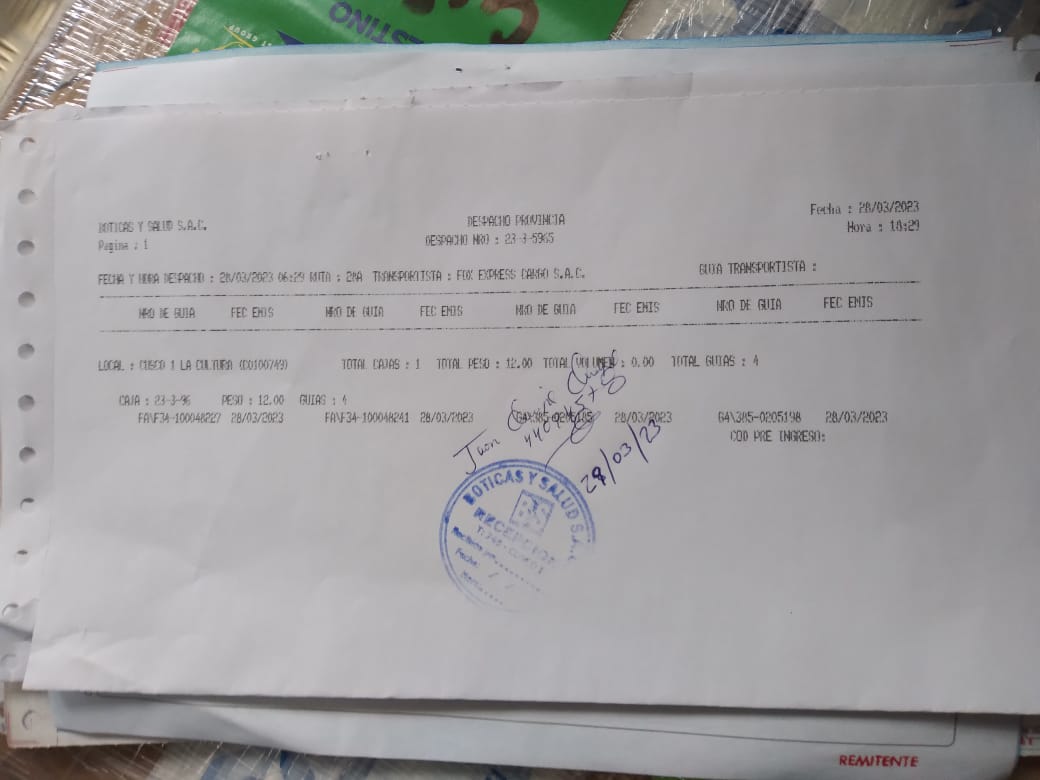 DESTINO
BOTICAS Y SALUD S.A.C.
Pagina : 1
DESPACHO PROVINCIA
DESPACHO NRO : 23-3-5965
Fecha : 28/03/2023
Hora : 18:29
FECHA Y HORA DESPACHO : 28/03/2023 06:29 RUTA : 2RA TRANSPORTISTA : FOX EXPRESS CARGO S.A.C. GUIA TRANSPORTISTA :
NRO DE GUIA FEC EMIS NRO DE GUIA FEC EMIS NRO DE GUIA FEC EMIS NRO DE GUIA FEC EMIS
LOCAL : CUSCO 1 LA CULTURA (C0100749) TOTAL CAJAS : 1 TOTAL PESO : 12.00 TOTAL VOLUMEN : 0.00 TOTAL GUIAS : 4
CAJA : 23-3-96 PESO : 12.00 GUIAS : 4
FA\F34-100048227 28/03/2023 FA\F34-100048241 28/03/2023 28/03/2023 G4\385-0205198 28/03/2023
COD PRE INGRESO:
Juan
/03/23
BOTICAS Y SALUD S.A.C.
BS
RECEPCION
Fecha:
REMITENTE